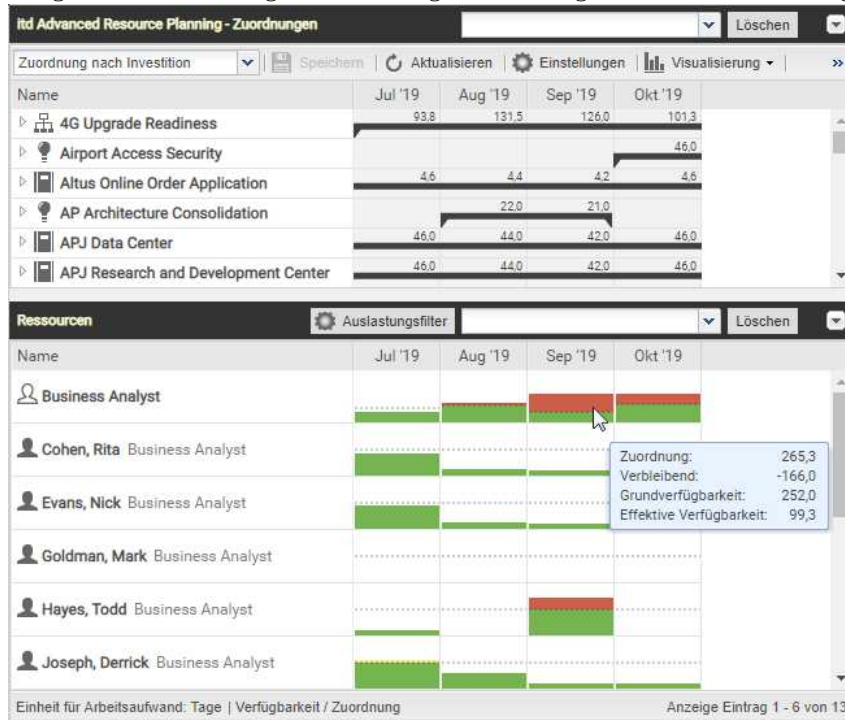 itd Advanced Resource Planning - Zuordnungen Löschen
Zuordnung nach Investition Speichern Aktualisieren Einstellungen Visualisierung »
Name Jul '19 Aug '19 Sep '19 Okt '19
4G Upgrade Readiness 93,8 131,5 126,0 101,3
Airport Access Security 46,0
Altus Online Order Application 4,6 4,4 4,2 4,6
AP Architecture Consolidation 22,0 21,0
APJ Data Center 46,0 44,0 42,0 46,0
APJ Research and Development Center 46,0 44,0 42,0 46,0
Ressourcen Auslastungsfilter Löschen
Name Jul '19 Aug '19 Sep '19 Okt '19
Business Analyst
Cohen, Rita Business Analyst
Zuordnung: 265,3
Verbleibend: -166,0
Grundverfügbarkeit: 252,0
Effektive Verfügbarkeit: 99,3
Evans, Nick Business Analyst
Goldman, Mark Business Analyst
Hayes, Todd Business Analyst
Joseph, Derrick Business Analyst
Einheit für Arbeitsaufwand: Tage | Verfügbarkeit / Zuordnung Anzeige Eintrag 1 - 6 von 13